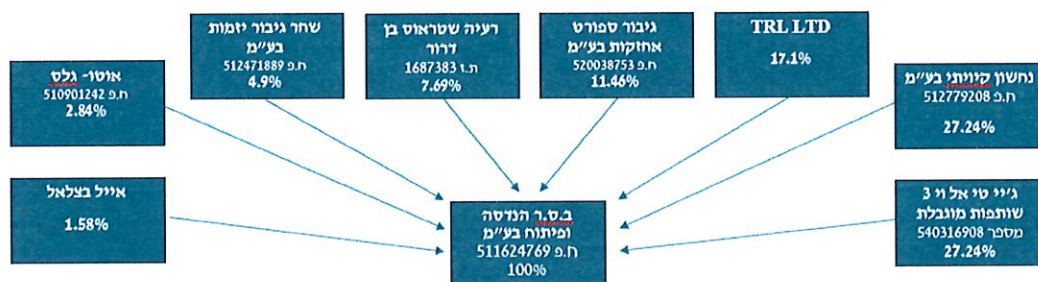 שחר גיבור יזמות
בע"מ
ח.פ 512471889
4.9%
רעיה שטראוס בן
דרור
ת.ז 1687383
7.69%
גיבור ספורט
אחזקות בע"מ
ח.פ 520038753
11.46%
TRL LTD
17.1%
נחשון קיויתי בע"מ
ח.פ 512779208
27.24%
אוטו- גלס
ח.פ 510901242
2.84%
אייל בצלאל
1.58%
ב.ס.ר הנדסה
ופיתוח בע"מ
ח.פ 511624769
100%
ג'יי טי אל וי 3
שותפות מוגבלת
מספר 540316908
27.24%